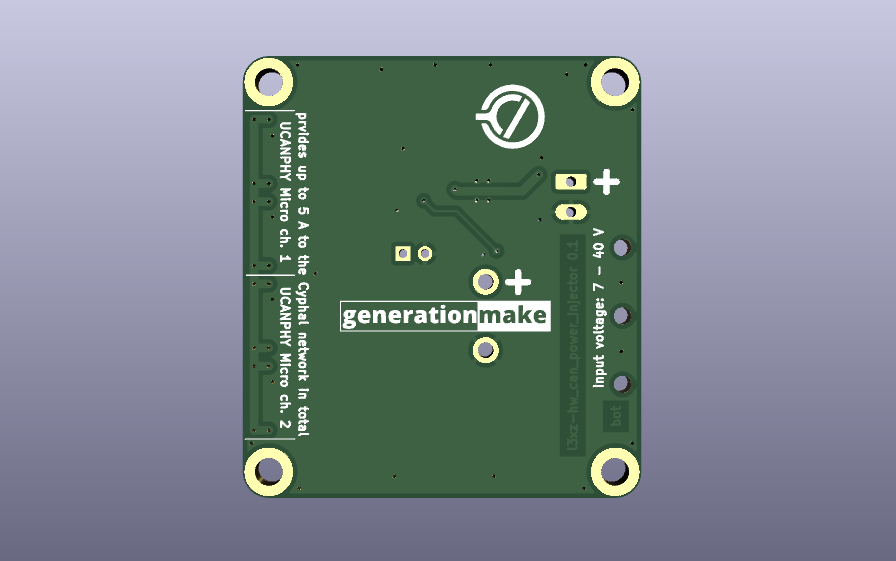 prvides up to 5 A to the Cyphal network in total
UCANPHY Micro ch. 1
UCANPHY Micro ch. 2
+
+
generationmake
Input voltage: 7 - 40 V
l3xz-hw_can_power_injector 0.1
bot